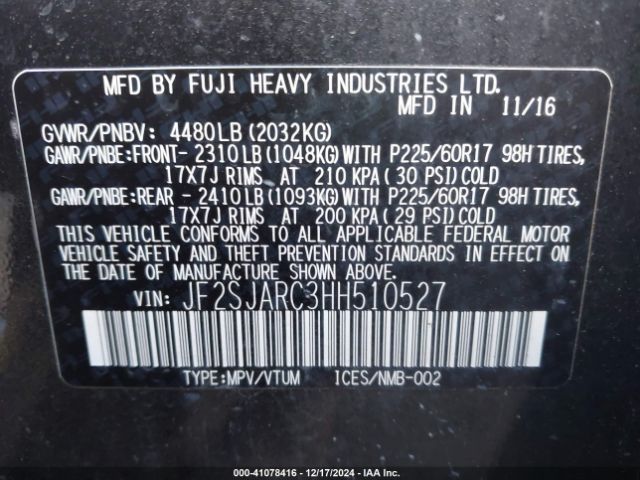 MFD BY FUJI HEAVY INDUSTRIES LTD.
MFD IN 11/16
GVWR/PNBV: 4480LB(2032KG)
GAWR/PNBE:FRONT- 2310LB(1048KG)WITH P225/60R17 98H TIRES,
17X7J RIMS AT 210 KPA(30 PSI)COLD
GAWR/PNBE:REAR - 2410LB(1093KG)WITH P225/60R17 98H TIRES,
17X7J RIMS AT 200 KPA(29 PSI)COLD
THIS VEHICLE CONFORMS TO ALL APPLICABLE FEDERAL MOTOR
VEHICLE SAFETY AND THEFT PREVENTION STANDARDS IN EFFECT
ON THE DATE OF MANUFACTURE SHOWN ABOVE.
VIN: JF2SJARC3HH510527
TYPE:MPV/VTUM ICES/NMB-002
000-41078416 - 12/17/2024 - IAA Inc.